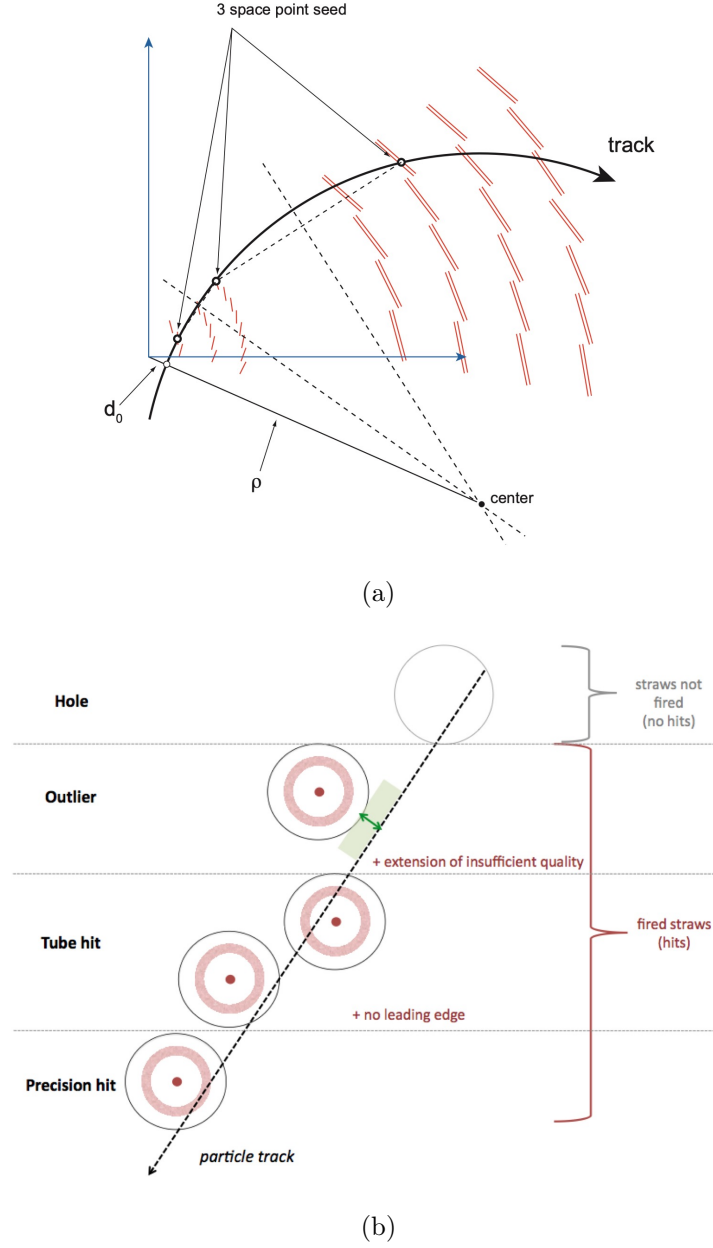 3 space point seed
track
d0
ρ
center
(a)
Hole
straws not
fired
(no hits)
Outlier
+ extension of insufficient quality
Tube hit
fired straws
(hits)
+ no leading edge
Precision hit
particle track
(b)